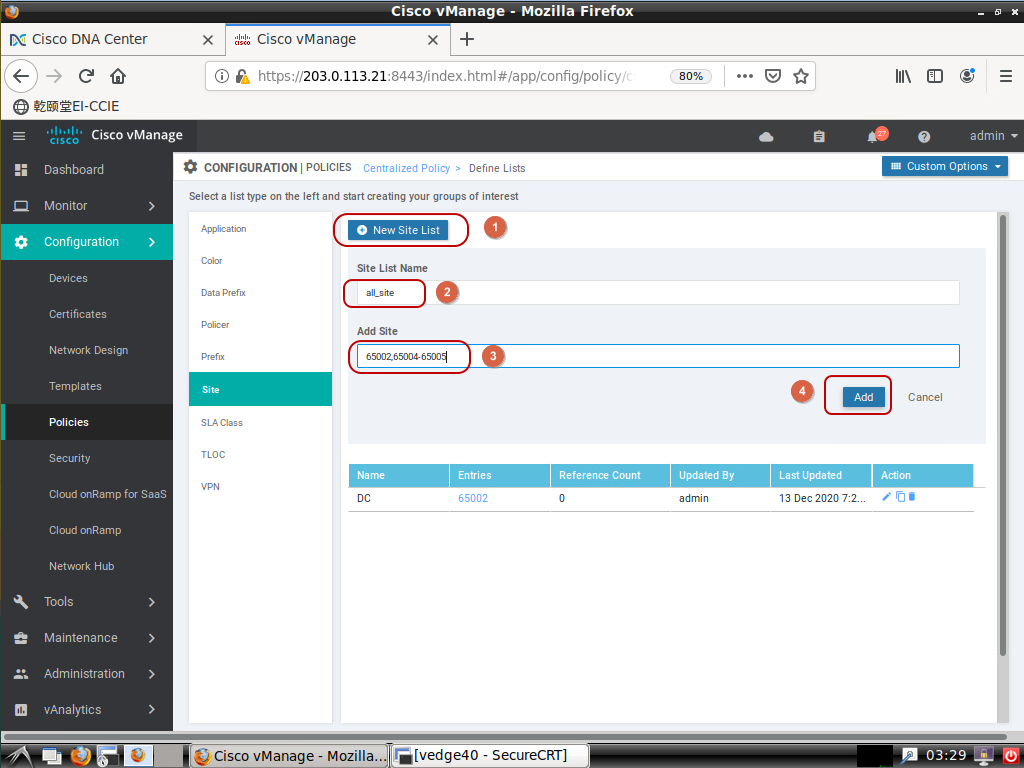 Cisco vManage - Mozilla Firefox
Cisco DNA Center
Cisco vManage
https://203.0.113.21:8443/index.html#/app/config/policy/c
80%
乾颐堂EI-CCIE
cisco
Cisco vManage
27
admin
Dashboard
Monitor
Configuration
Devices
Certificates
Network Design
Templates
Policies
Security
Cloud onRamp for SaaS
Cloud onRamp
Network Hub
Tools
Maintenance
Administration
vAnalytics
CONFIGURATION | POLICIES Centralized Policy > Define Lists
Custom Options
Select a list type on the left and start creating your groups of interest
Application
Color
Data Prefix
Policer
Prefix
Site
SLA Class
TLOC
VPN
New Site List
1
Site List Name
all_site
2
Add Site
65002,65004-65005
3
4
Add
Cancel
Name Entries Reference Count Updated By Last Updated Action
DC 65002 0 admin 13 Dec 2020 7:2...
Cisco vManage - Mozilla...
[vedge40 - SecureCRT]
03:29